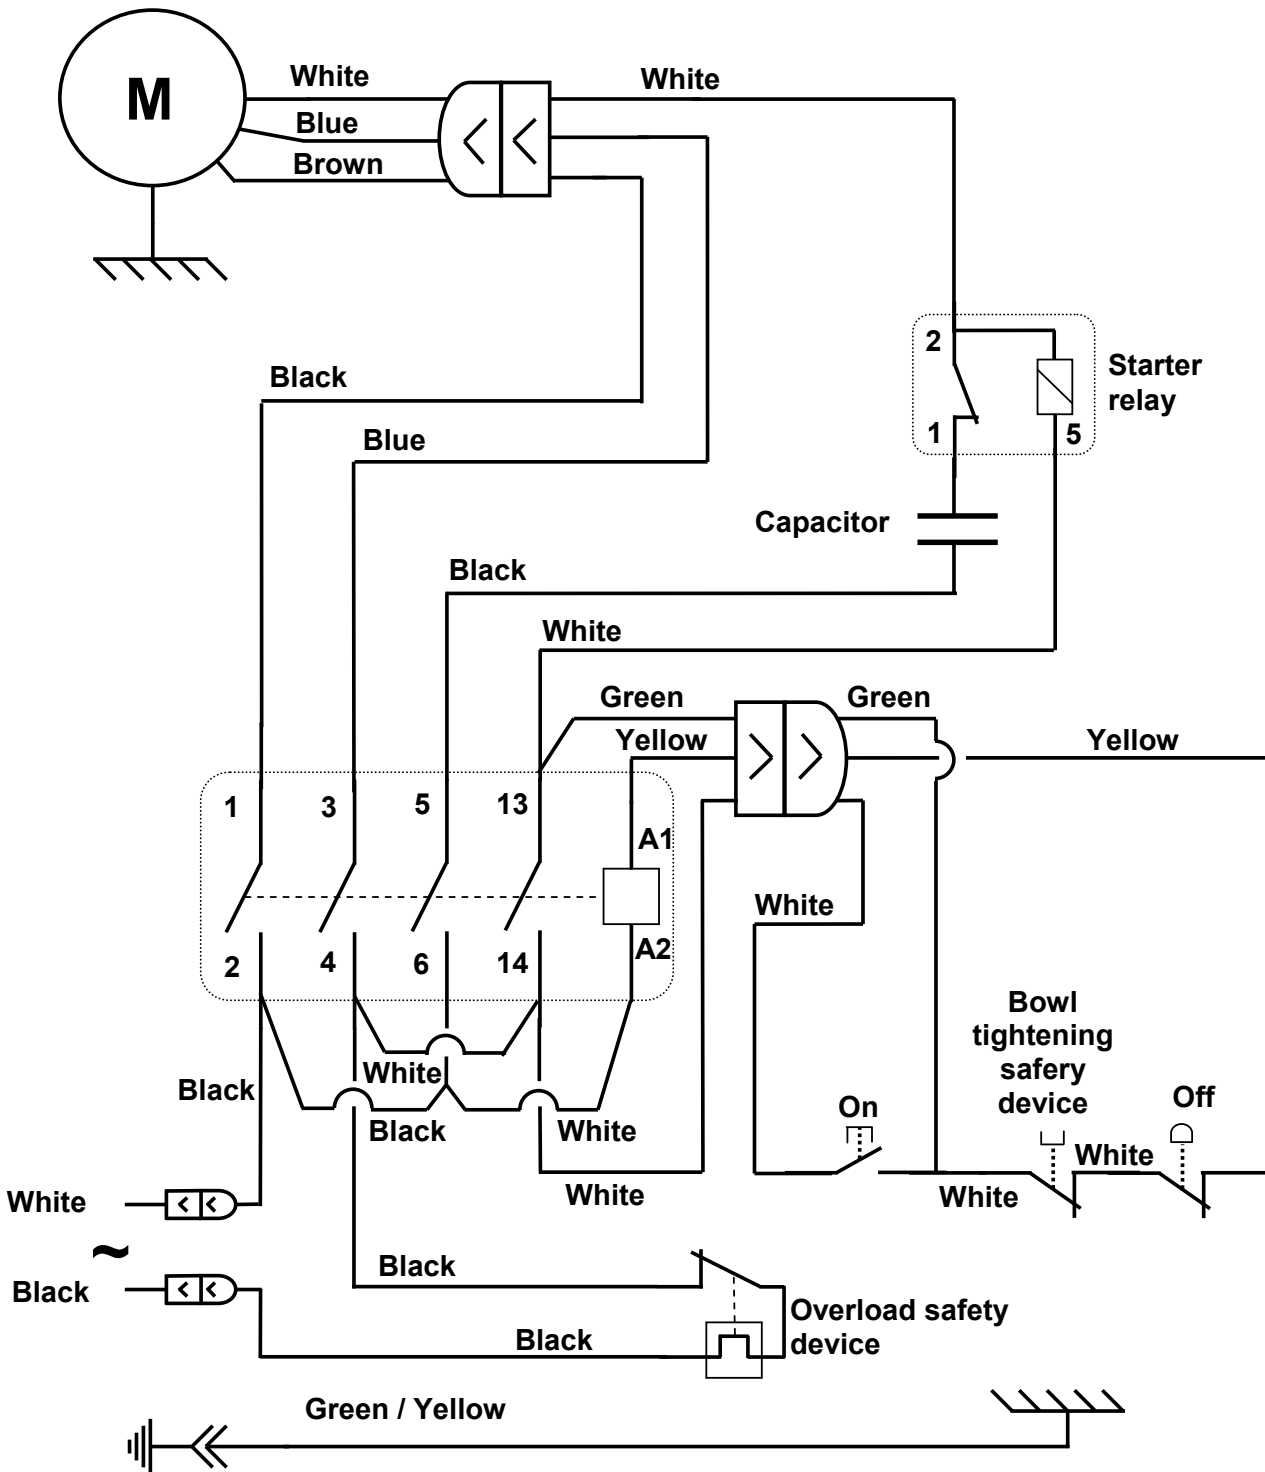 White
White
M
Blue
Brown
2
Starter
relay
Black
1
5
Blue
Capacitor
Black
White
Green
Green
Yellow
Yellow
1
3
5
13
A1
White
2
4
6
14
A2
Bowl
tightening
safery
device
White
Black
On
Off
Black
White
White
White
White
White
~
Black
Black
Overload safety
device
Black
Green / Yellow